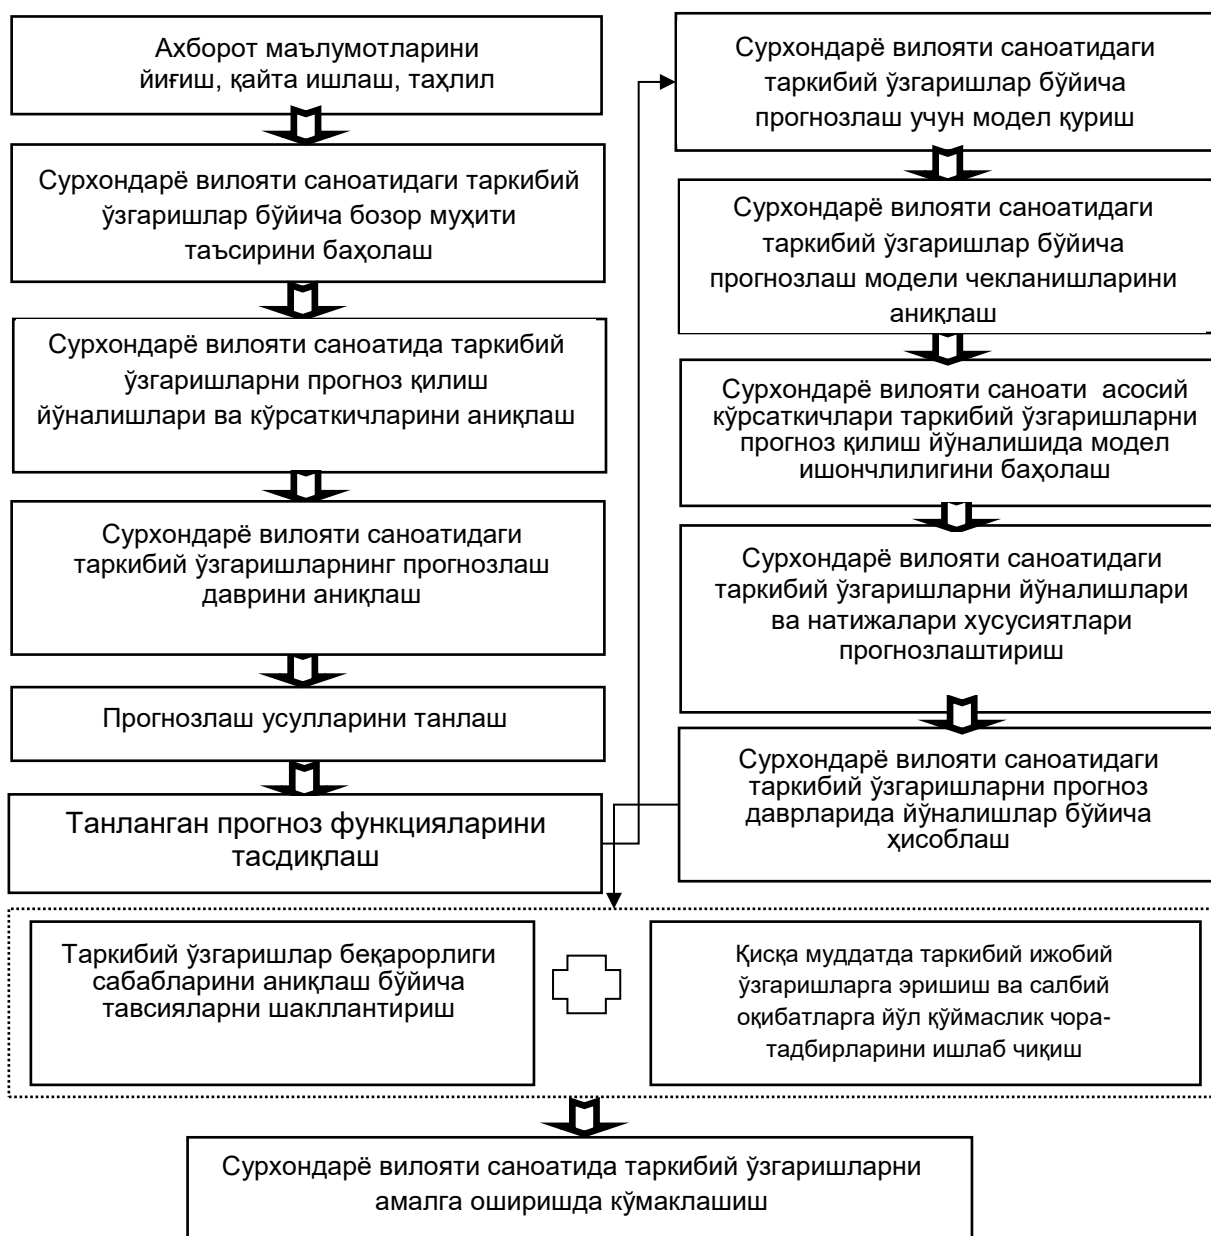 Ахборот маълумотларини
йиғиш, қайта ишлаш, таҳлил
Сурхондарё вилояти саноатидаги таркибий
ўзгаришлар бўйича бозор муҳити
таъсирини баҳолаш
Сурхондарё вилояти саноатида таркибий
ўзгаришларни прогноз қилиш
йўналишлари ва кўрсаткичларини аниқлаш
Сурхондарё вилояти саноатидаги
таркибий ўзгаришларнинг прогнозлаш
даврини аниқлаш
Прогнозлаш усулларини танлаш
Танланган прогноз функцияларини
тасдиқлаш
Сурхондарё вилояти саноатидаги
таркибий ўзгаришлар бўйича
прогнозлаш учун модел қуриш
Сурхондарё вилояти саноатидаги
таркибий ўзгаришлар бўйича
прогнозлаш модели чекланишларини
аниқлаш
Сурхондарё вилояти саноати асосий
кўрсаткичлари таркибий ўзгаришларни
прогноз қилиш йўналишида модел
ишончлилигини баҳолаш
Сурхондарё вилояти саноатидаги
таркибий ўзгаришларни йўналишлари
ва натижалари хусусиятлари
прогнозлаштириш
Сурхондарё вилояти саноатидаги
таркибий ўзгаришларни прогноз
даврларида йўналишлар бўйича
ҳисоблаш
Таркибий ўзгаришлар беқарорлиги
сабабларини аниқлаш бўйича
тавсияларни шакллантириш
Қисқа муддатда таркибий ижобий
ўзгаришларга эришиш ва салбий
оқибатларга йўл қўймаслик чора-
тадбирларини ишлаб чиқиш
Сурхондарё вилояти саноатида таркибий ўзгаришларни
амалга оширишда кўмаклашиш